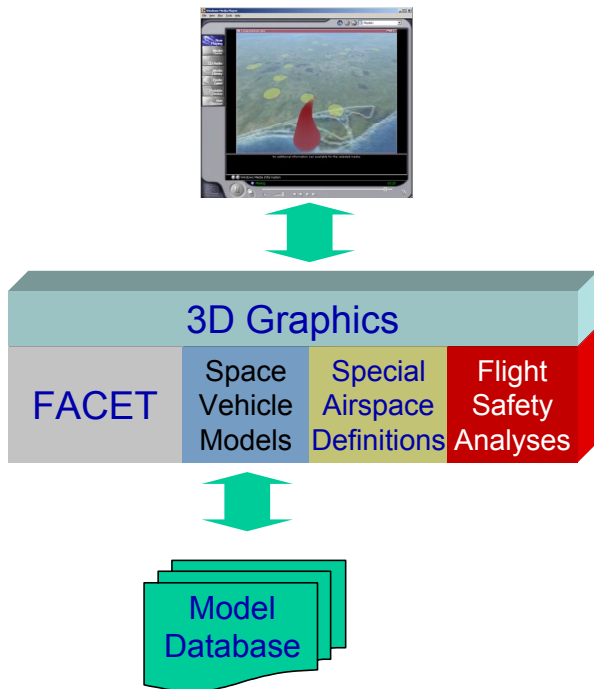 3D Graphics
FACET
Space
Vehicle
Models
Special
Airspace
Definitions
Flight
Safety
Analyses
Model
Database